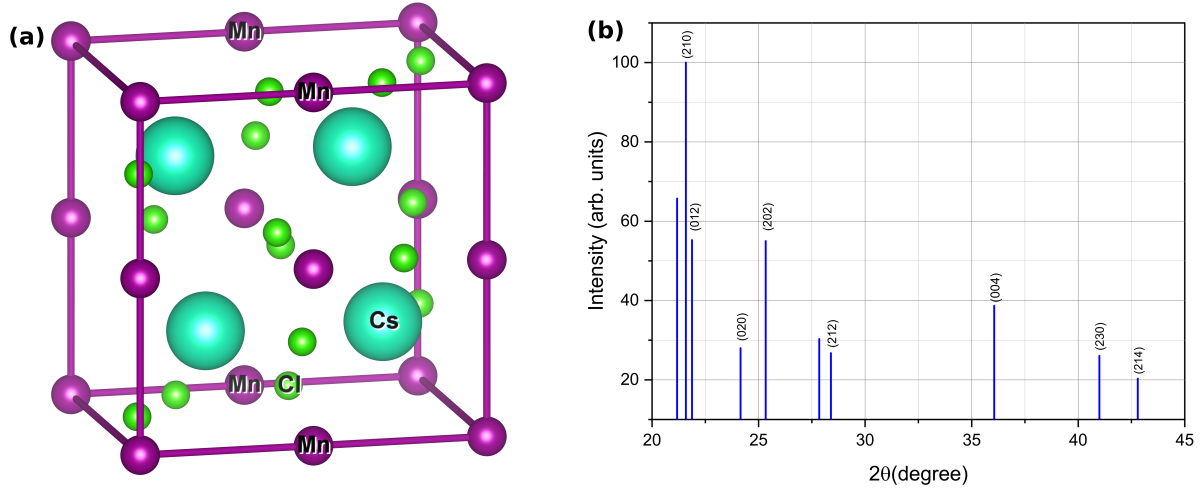 (a)
Mn
Mn
Cs
Mn
Cl
Mn
(b)
Intensity (arb. units)
100
80
60
40
20
(210)
(012)
(020)
(202)
(212)
(004)
(230)
(214)
20
25
30
35
40
45
2θ(degree)